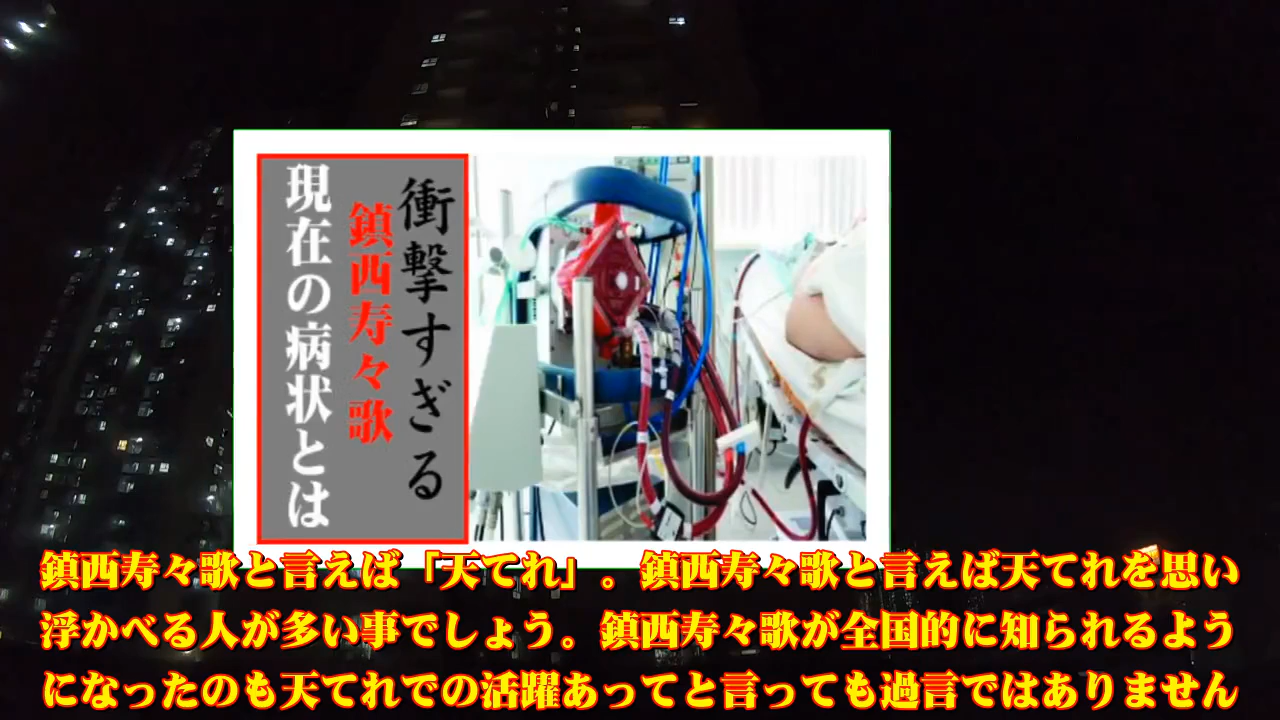 衝撃すぎる
鎮西寿々歌
現在の病状とは
鎮西寿々歌と言えば「天てれ」。鎮西寿々歌と言えば天てれを思い
浮かべる人が多い事でしょう。鎮西寿々歌が全国的に知られるよう
になったのも天てれでの活躍あってと言っても過言ではありません